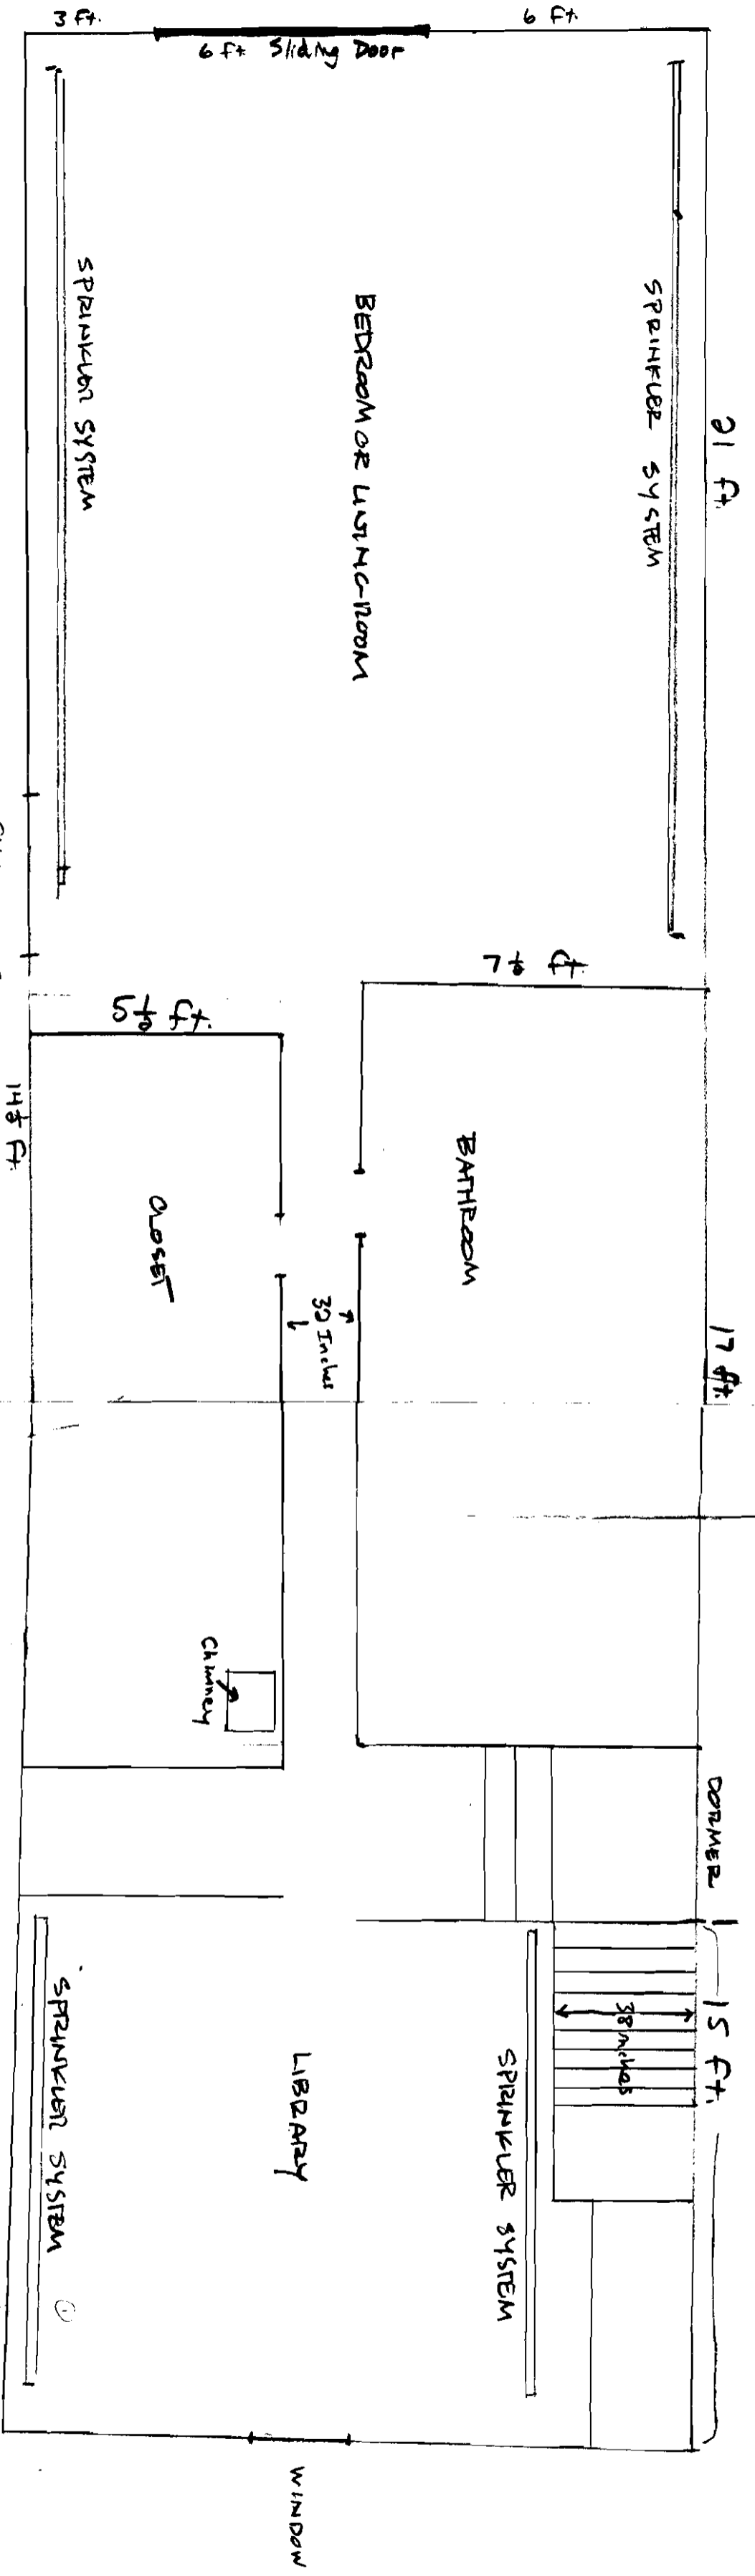 3 ft.
6 ft.
6 ft Sliding Door
SPRINKLER SYSTEM
SPRINKLER SYSTEM
21 ft.
BEDROOM OR LIVING ROOM
5½ ft.
7½ ft.
14½ ft.
CLOSET
BATHROOM
17 ft.
32 Inches
Chimney
DORMER
15 ft.
38 inches
SPRINKLER SYSTEM
LIBRARY
SPRINKLER SYSTEM
WINDOW